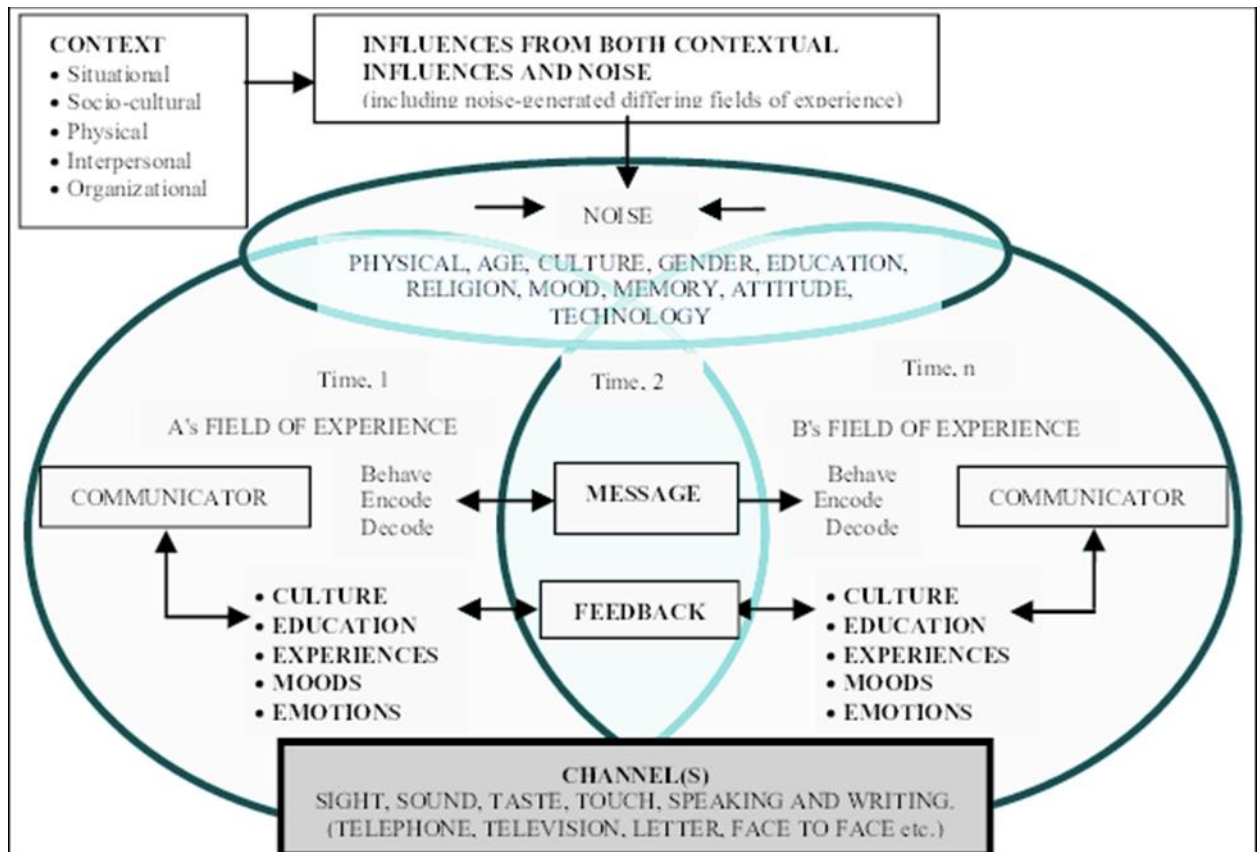 CONTEXT
• Situational
• Socio-cultural
• Physical
• Interpersonal
• Organizational
INFLUENCES FROM BOTH CONTEXTUAL
INFLUENCES AND NOISE
(including noise-generated differing fields of experience)
NOISE
PHYSICAL, AGE, CULTURE, GENDER, EDUCATION,
RELIGION, MOOD, MEMORY, ATTITUDE,
TECHNOLOGY
Time, 1
Time, 2
Time, n
A's FIELD OF EXPERIENCE
B's FIELD OF EXPERIENCE
COMMUNICATOR
Behave
Encode
Decode
MESSAGE
Behave
Encode
Decode
COMMUNICATOR
• CULTURE
• EDUCATION
• EXPERIENCES
• MOODS
• EMOTIONS
FEEDBACK
• CULTURE
• EDUCATION
• EXPERIENCES
• MOODS
• EMOTIONS
CHANNEL(S)
SIGHT, SOUND, TASTE, TOUCH, SPEAKING AND WRITING.
(TELEPHONE, TELEVISION, LETTER, FACE TO FACE etc.)